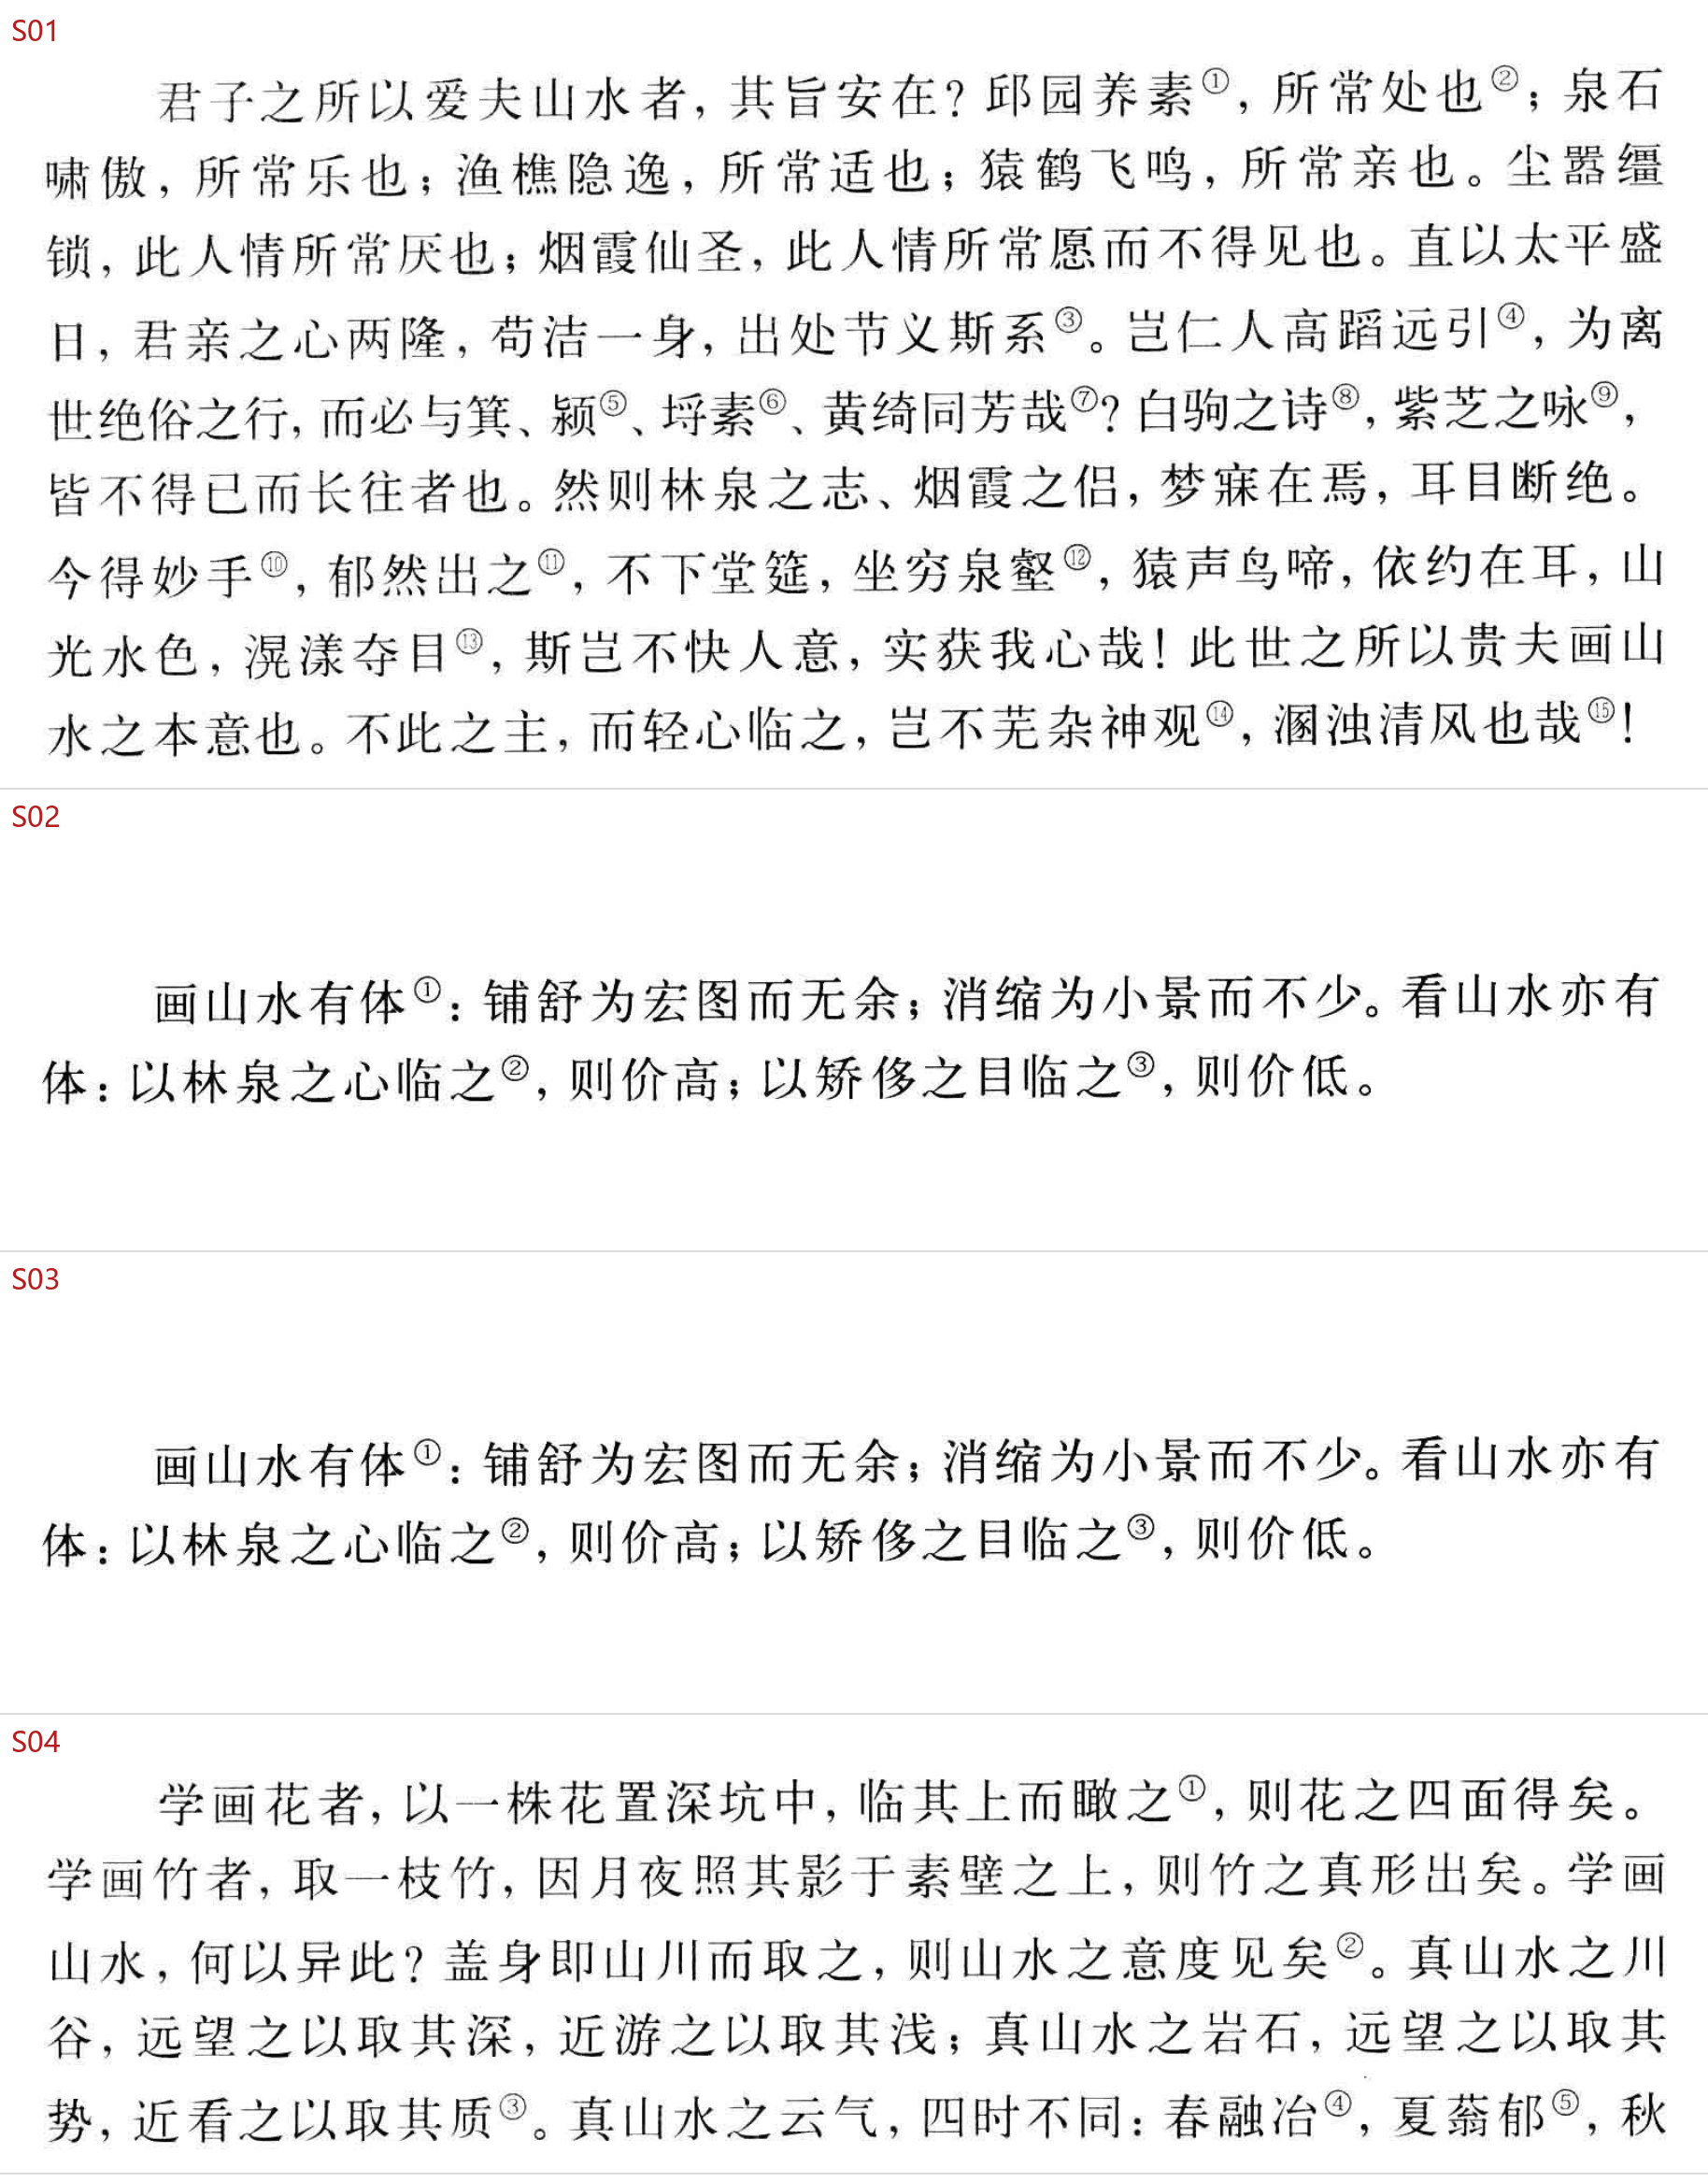 S01
君子之所以爱夫山水者，其旨安在？邱园养素①，所常处也②；泉石
啸傲，所常乐也；渔樵隐逸，所常适也；猿鹤飞鸣，所常亲也。尘嚣缰
锁，此人情所常厌也；烟霞仙圣，此人情所常愿而不得见也。直以太平盛
日，君亲之心两隆，苟洁一身，出处节义斯系③。岂仁人高蹈远引④，为离
世绝俗之行，而必与箕、颍⑤、埒素⑥、黄绮同芳哉⑦？白驹之诗⑧，紫芝之咏⑨，
皆不得已而长往者也。然则林泉之志、烟霞之侣，梦寐在焉，耳目断绝。
今得妙手⑩，郁然出之⑪，不下堂筵，坐穷泉壑⑫，猿声鸟啼，依约在耳，山
光水色，滉漾夺目⑬，斯岂不快人意，实获我心哉！此世之所以贵夫画山
水之本意也。不此之主，而轻心临之，岂不芜杂神观⑭，溷浊清风也哉⑮！
S02
画山水有体①：铺舒为宏图而无余；消缩为小景而不少。看山水亦有
体：以林泉之心临之②，则价高；以矫侈之目临之③，则价低。
S03
画山水有体①：铺舒为宏图而无余；消缩为小景而不少。看山水亦有
体：以林泉之心临之②，则价高；以矫侈之目临之③，则价低。
S04
学画花者，以一株花置深坑中，临其上而瞰之①，则花之四面得矣。
学画竹者，取一枝竹，因月夜照其影于素壁之上，则竹之真形出矣。学画
山水，何以异此？盖身即山川而取之，则山水之意度见矣②。真山水之川
谷，远望之以取其深，近游之以取其浅；真山水之岩石，远望之以取其
势，近看之以取其质③。真山水之云气，四时不同：春融冶④，夏蓊郁⑤，秋